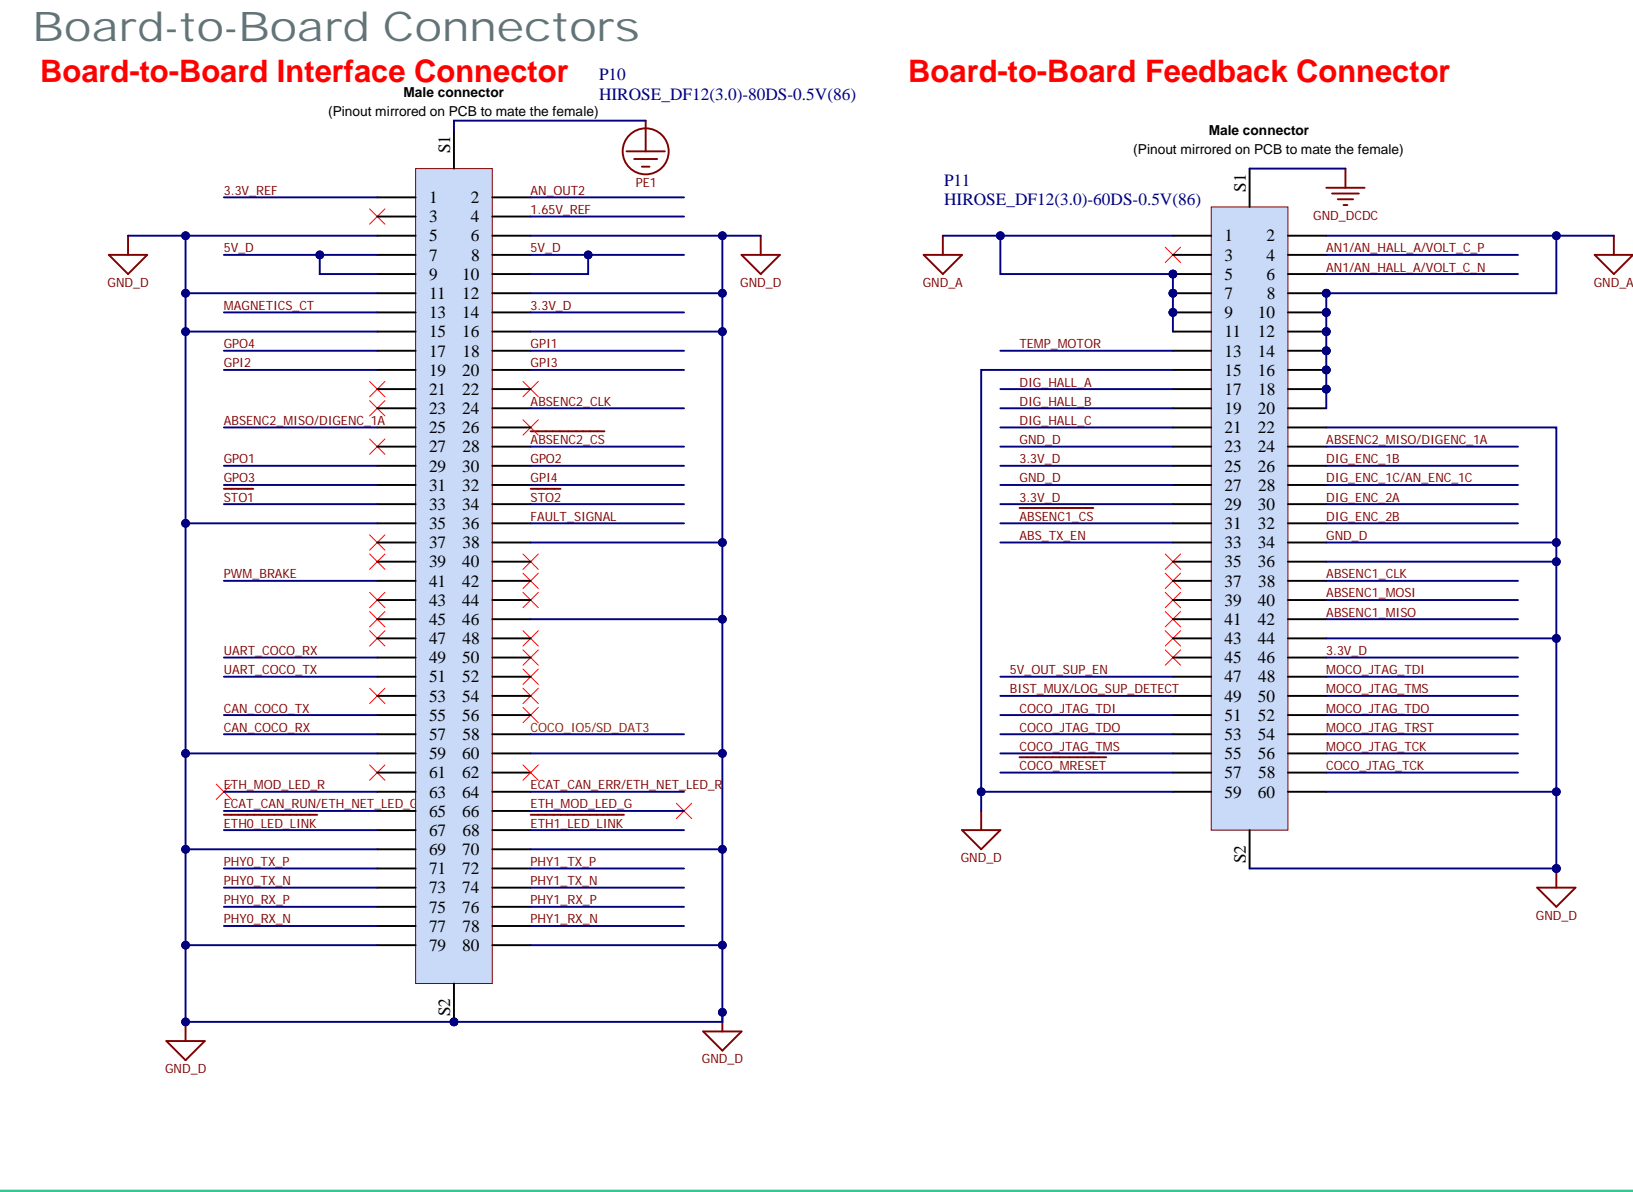 Board-to-Board Connectors
Board-to-Board Interface Connector
P10
HIROSE_DF12(3.0)-80DS-0.5V(86)
Male connector
(Pinout mirrored on PCB to mate the female)
S1
PE1
3.3V_REF 1 2 AN_OUT2
3 4 1.65V_REF
5 6
5V_D 7 8 5V_D
9 10
GND_D GND_D
11 12
MAGNETICS_CT 13 14 3.3V_D
15 16
GPO4 17 18 GPI1
GPI2 19 20 GPI3
21 22
23 24 ABSENC2_CLK
ABSENC2_MISO/DIGENC_1A 25 26
27 28 ABSENC2_CS
GPO1 29 30 GPO2
GPO3 31 32 GPI4
STO1 33 34 STO2
35 36 FAULT_SIGNAL
37 38
39 40
PWM_BRAKE 41 42
43 44
45 46
47 48
UART_COCO_RX 49 50
UART_COCO_TX 51 52
53 54
CAN_COCO_TX 55 56
CAN_COCO_RX 57 58 COCO_IO5/SD_DAT3
59 60
61 62
ETH_MOD_LED_R 63 64 ECAT_CAN_ERR/ETH_NET_LED_R
ECAT_CAN_RUN/ETH_NET_LED_G 65 66 ETH_MOD_LED_G
ETH0_LED_LINK 67 68 ETH1_LED_LINK
69 70
PHY0_TX_P 71 72 PHY1_TX_P
PHY0_TX_N 73 74 PHY1_TX_N
PHY0_RX_P 75 76 PHY1_RX_P
PHY0_RX_N 77 78 PHY1_RX_N
79 80
S2
GND_D GND_D
Board-to-Board Feedback Connector
Male connector
(Pinout mirrored on PCB to mate the female)
P11
HIROSE_DF12(3.0)-60DS-0.5V(86)
S1
GND_DCDC
1 2
3 4 AN1/AN_HALL_A/VOLT_C_P
5 6 AN1/AN_HALL_A/VOLT_C_N
GND_A GND_A
7 8
9 10
11 12
TEMP_MOTOR 13 14
15 16
DIG_HALL_A 17 18
DIG_HALL_B 19 20
DIG_HALL_C 21 22
GND_D 23 24 ABSENC2_MISO/DIGENC_1A
3.3V_D 25 26 DIG_ENC_1B
GND_D 27 28 DIG_ENC_1C/AN_ENC_1C
3.3V_D 29 30 DIG_ENC_2A
ABSENC1_CS 31 32 DIG_ENC_2B
ABS_TX_EN 33 34 GND_D
35 36
37 38 ABSENC1_CLK
39 40 ABSENC1_MOSI
41 42 ABSENC1_MISO
43 44
45 46 3.3V_D
5V_OUT_SUP_EN 47 48 MOCO_JTAG_TDI
BIST_MUX/LOG_SUP_DETECT 49 50 MOCO_JTAG_TMS
COCO_JTAG_TDI 51 52 MOCO_JTAG_TDO
COCO_JTAG_TDO 53 54 MOCO_JTAG_TRST
COCO_JTAG_TMS 55 56 MOCO_JTAG_TCK
COCO_MRESET 57 58 COCO_JTAG_TCK
59 60
S2
GND_D
GND_D